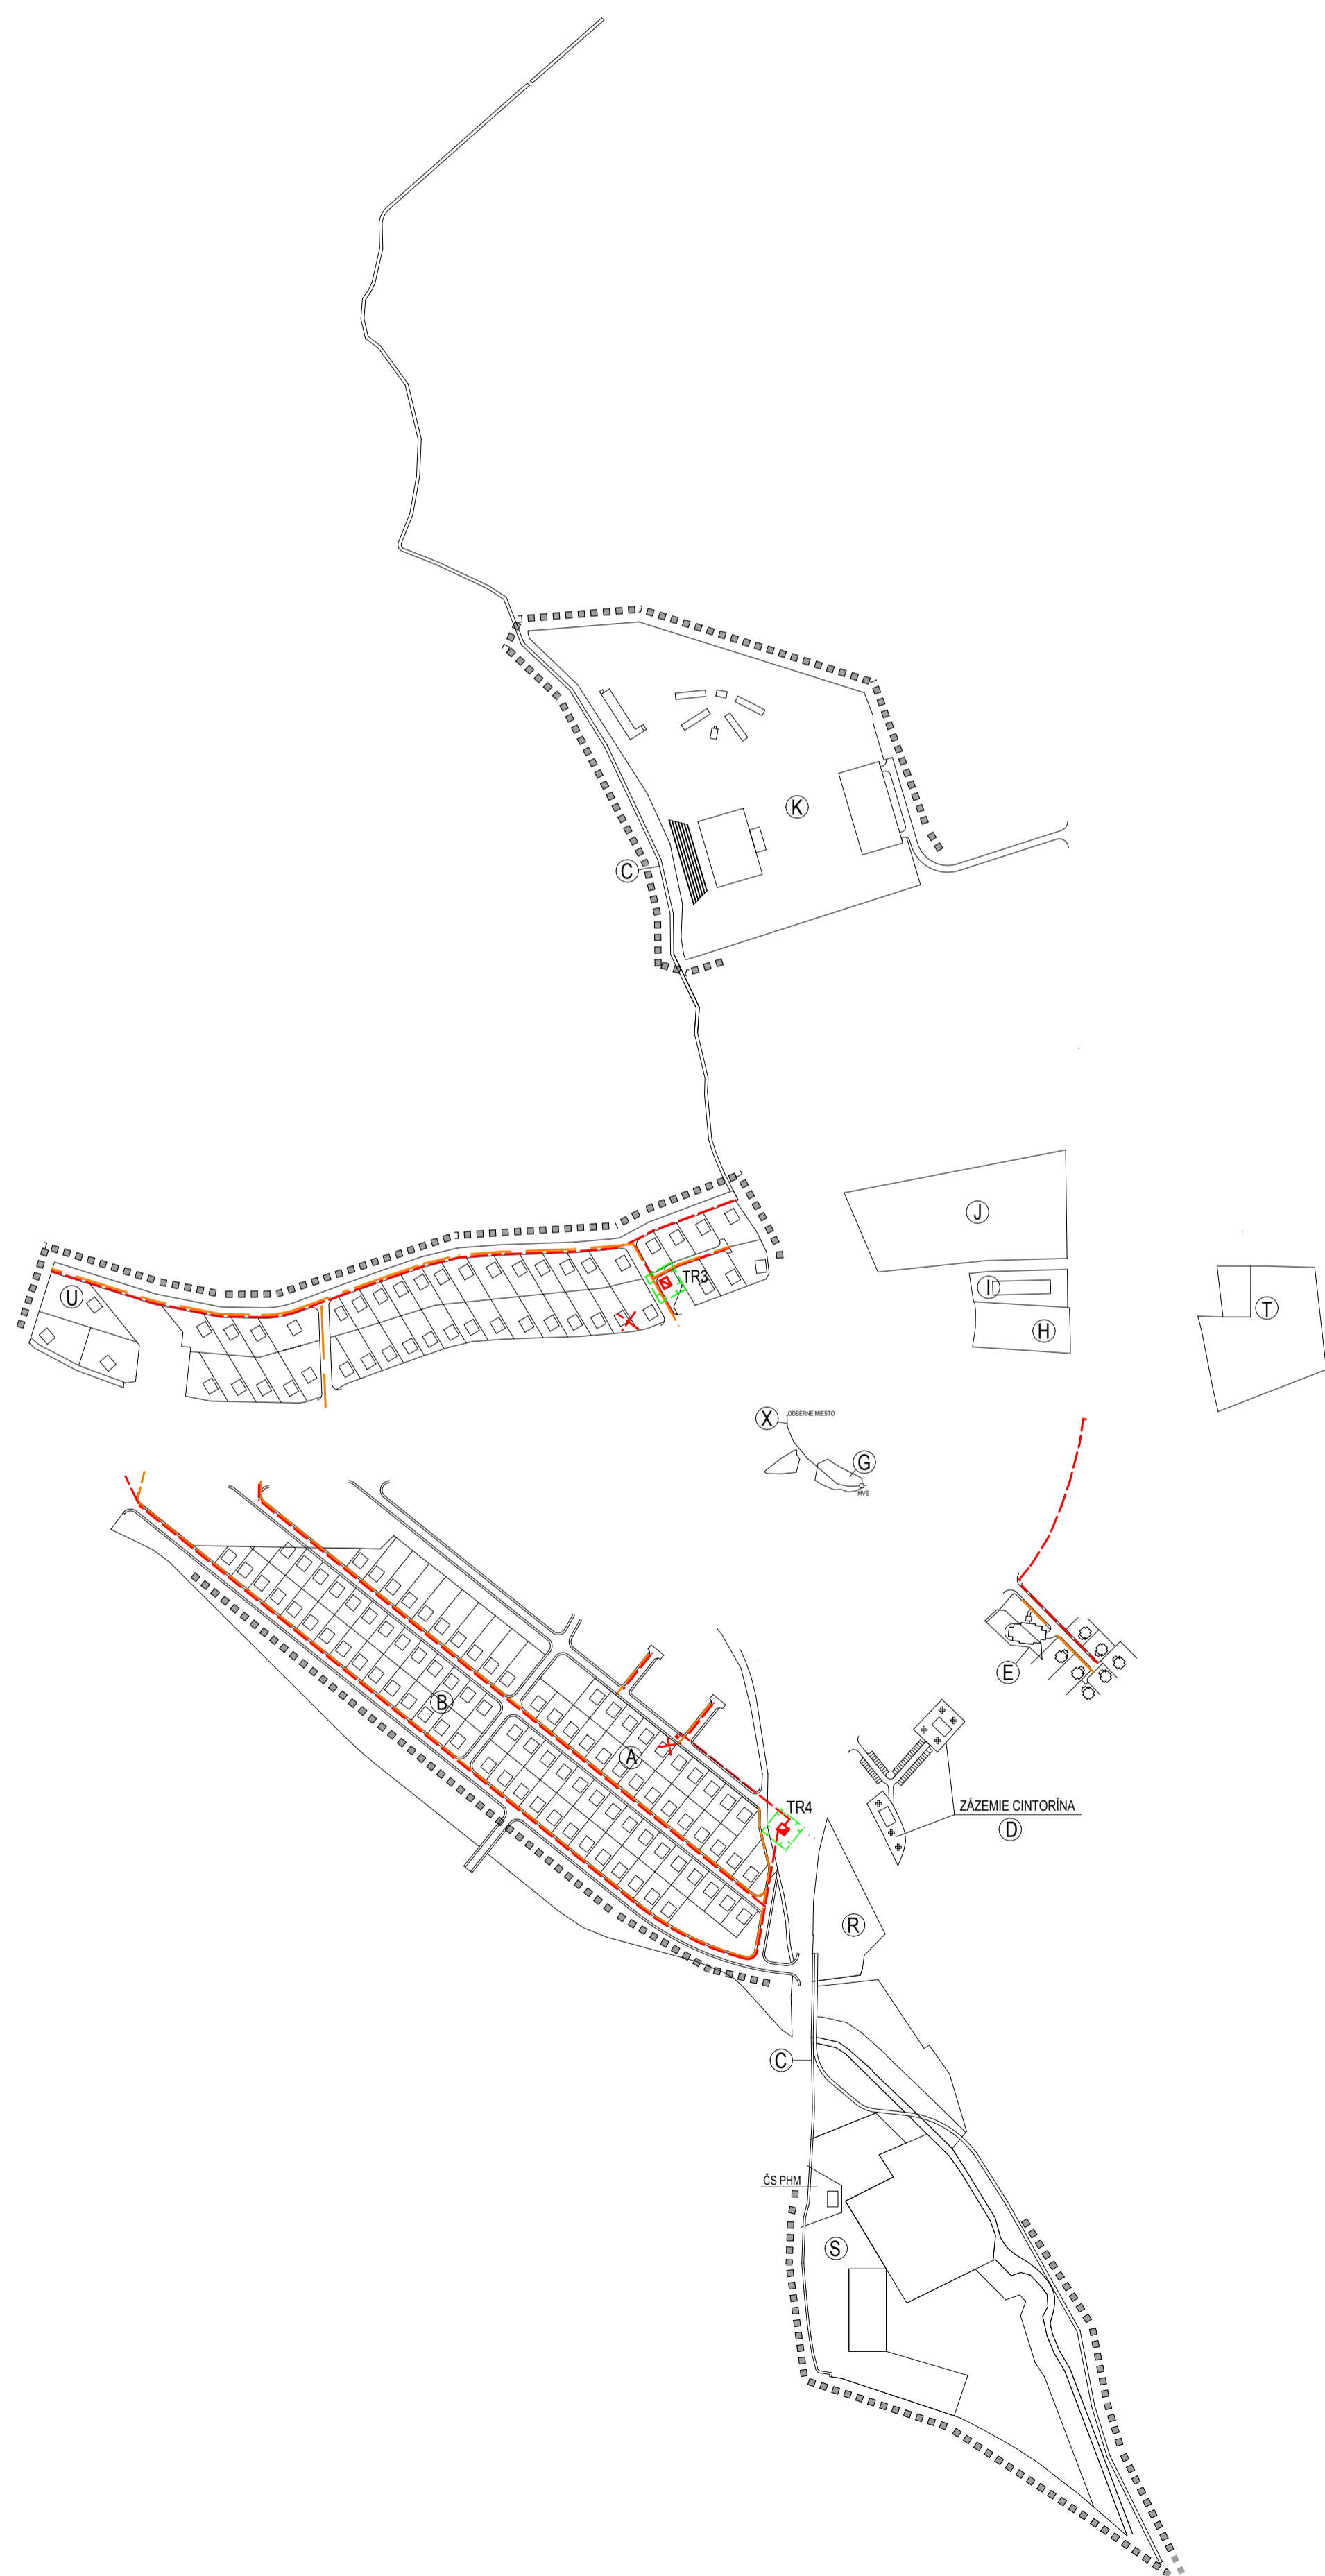 K
C
J
TR3
I
U
T
H
ODBERNÉ MIESTO
X
G
MVE
E
B
A
TR4
ZÁZEMIE CINTORÍNA
D
R
C
ČS PHM
S